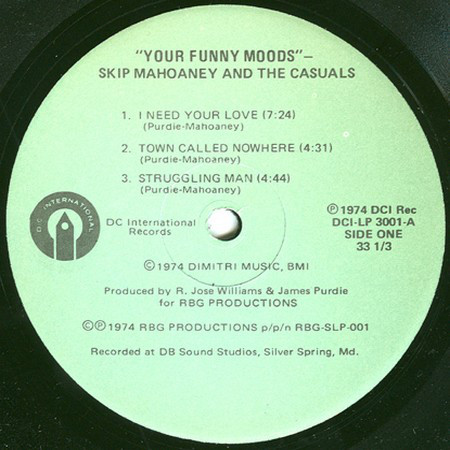 "YOUR FUNNY MOODS"–
SKIP MAHOANEY AND THE CASUALS
1. I NEED YOUR LOVE (7:24)
(Purdie-Mahoaney)
2. TOWN CALLED NOWHERE (4:31)
(Purdie-Mahoaney)
3. STRUGGLING MAN (4:44)
(Purdie-Mahoaney)
D C INTERNATIONAL
DC International
Records
Ⓟ1974 DCI Rec
DCI-LP 3001-A
SIDE ONE
33 1/3
©1974 DIMITRI MUSIC, BMI
Produced by R. Jose Williams & James Purdie
for RBG PRODUCTIONS
©Ⓟ1974 RBG PRODUCTIONS p/p/n RBG-SLP-001
Recorded at DB Sound Studios, Silver Spring, Md.